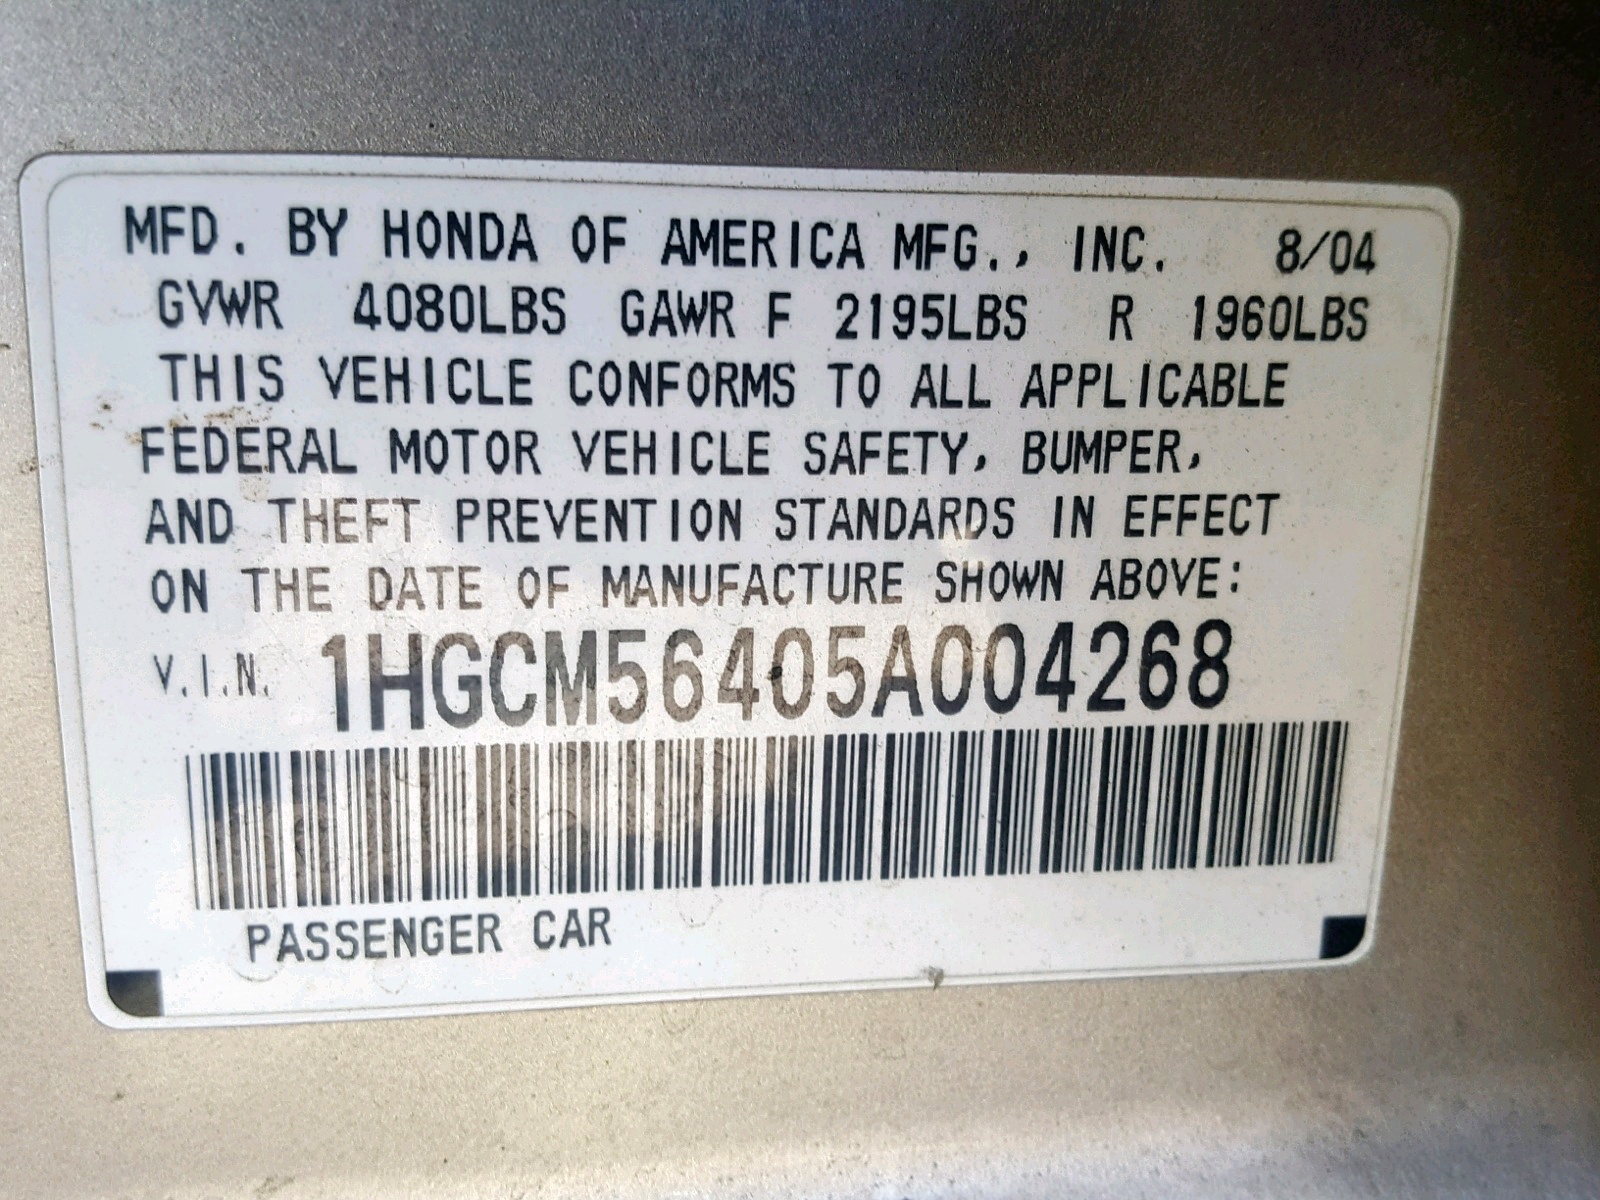 MFD. BY HONDA OF AMERICA MFG., INC. 8/04
GVWR 4080LBS GAWR F 2195LBS R 1960LBS
THIS VEHICLE CONFORMS TO ALL APPLICABLE
FEDERAL MOTOR VEHICLE SAFETY, BUMPER,
AND THEFT PREVENTION STANDARDS IN EFFECT
ON THE DATE OF MANUFACTURE SHOWN ABOVE:
V.I.N. 1HGCM56405A004268
PASSENGER CAR